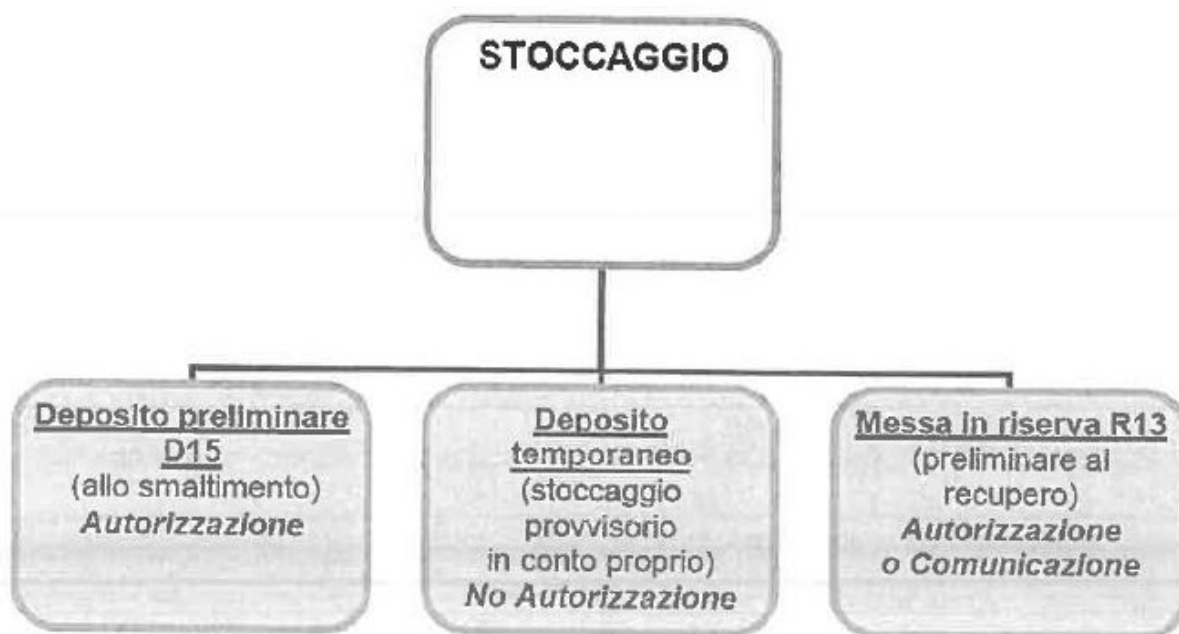 STOCCAGGIO
Deposito preliminare
D15
(allo smaltimento)
Autorizzazione
Deposito
temporaneo
(stoccaggio
provvisorio
in conto proprio)
No Autorizzazione
Messa in riserva R13
(preliminare al
recupero)
Autorizzazione
o Comunicazione